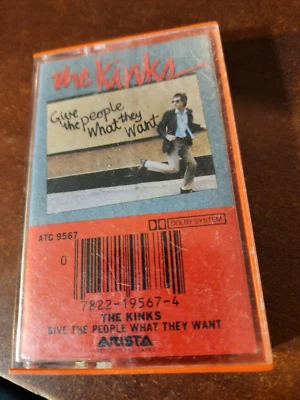 the Kinks
Give the people
what they
want
DOLBY SYSTEM
ATC 9567
0
7822-19567-4
THE KINKS
GIVE THE PEOPLE WHAT THEY WANT
ARISTA